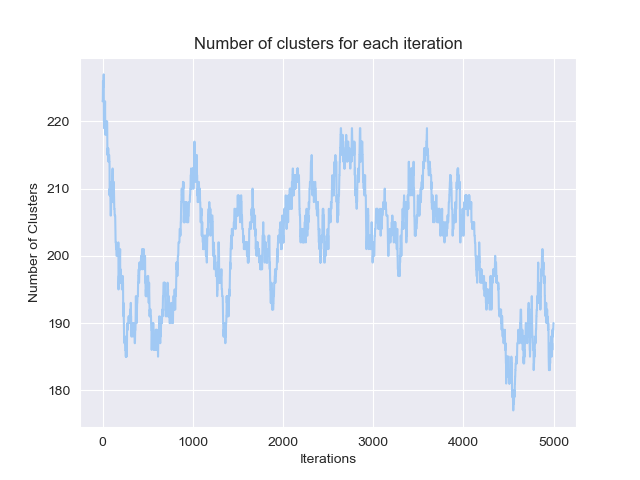 Number of clusters for each iteration
Number of Clusters
220
210
200
190
180
0 1000 2000 3000 4000 5000
Iterations